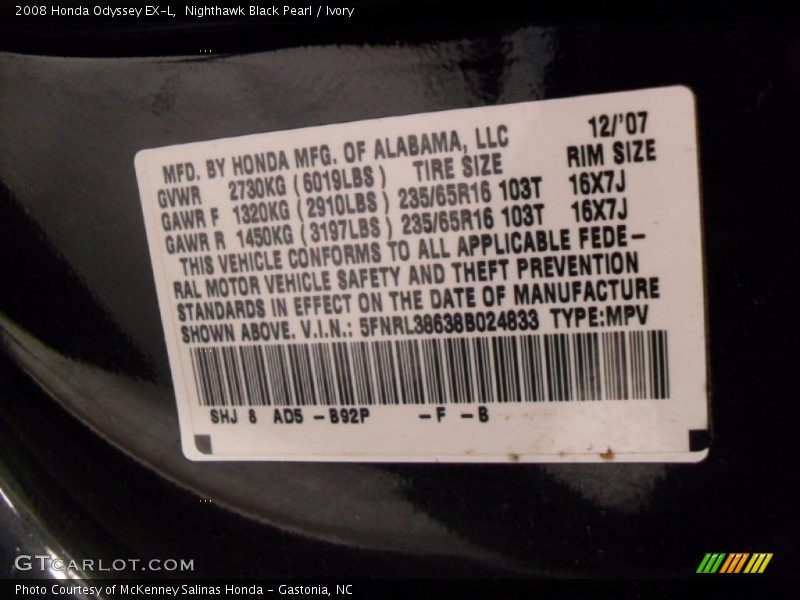 2008 Honda Odyssey EX-L,  Nighthawk Black Pearl / Ivory
12/'07
MFD. BY HONDA MFG. OF ALABAMA, LLC
GVWR 2730KG (6019LBS) TIRE SIZE RIM SIZE
GAWR F 1320KG (2910LBS) 235/65R16 103T 16X7J
GAWR R 1450KG (3197LBS) 235/65R16 103T 16X7J
THIS VEHICLE CONFORMS TO ALL APPLICABLE FEDE-
RAL MOTOR VEHICLE SAFETY AND THEFT PREVENTION
STANDARDS IN EFFECT ON THE DATE OF MANUFACTURE
SHOWN ABOVE. V.I.N.: 5FNRL38638B024833 TYPE:MPV
SHJ 8 AD5 -B92P -F -B
GTCARLOT.COM
Photo Courtesy of McKenney Salinas Honda - Gastonia, NC